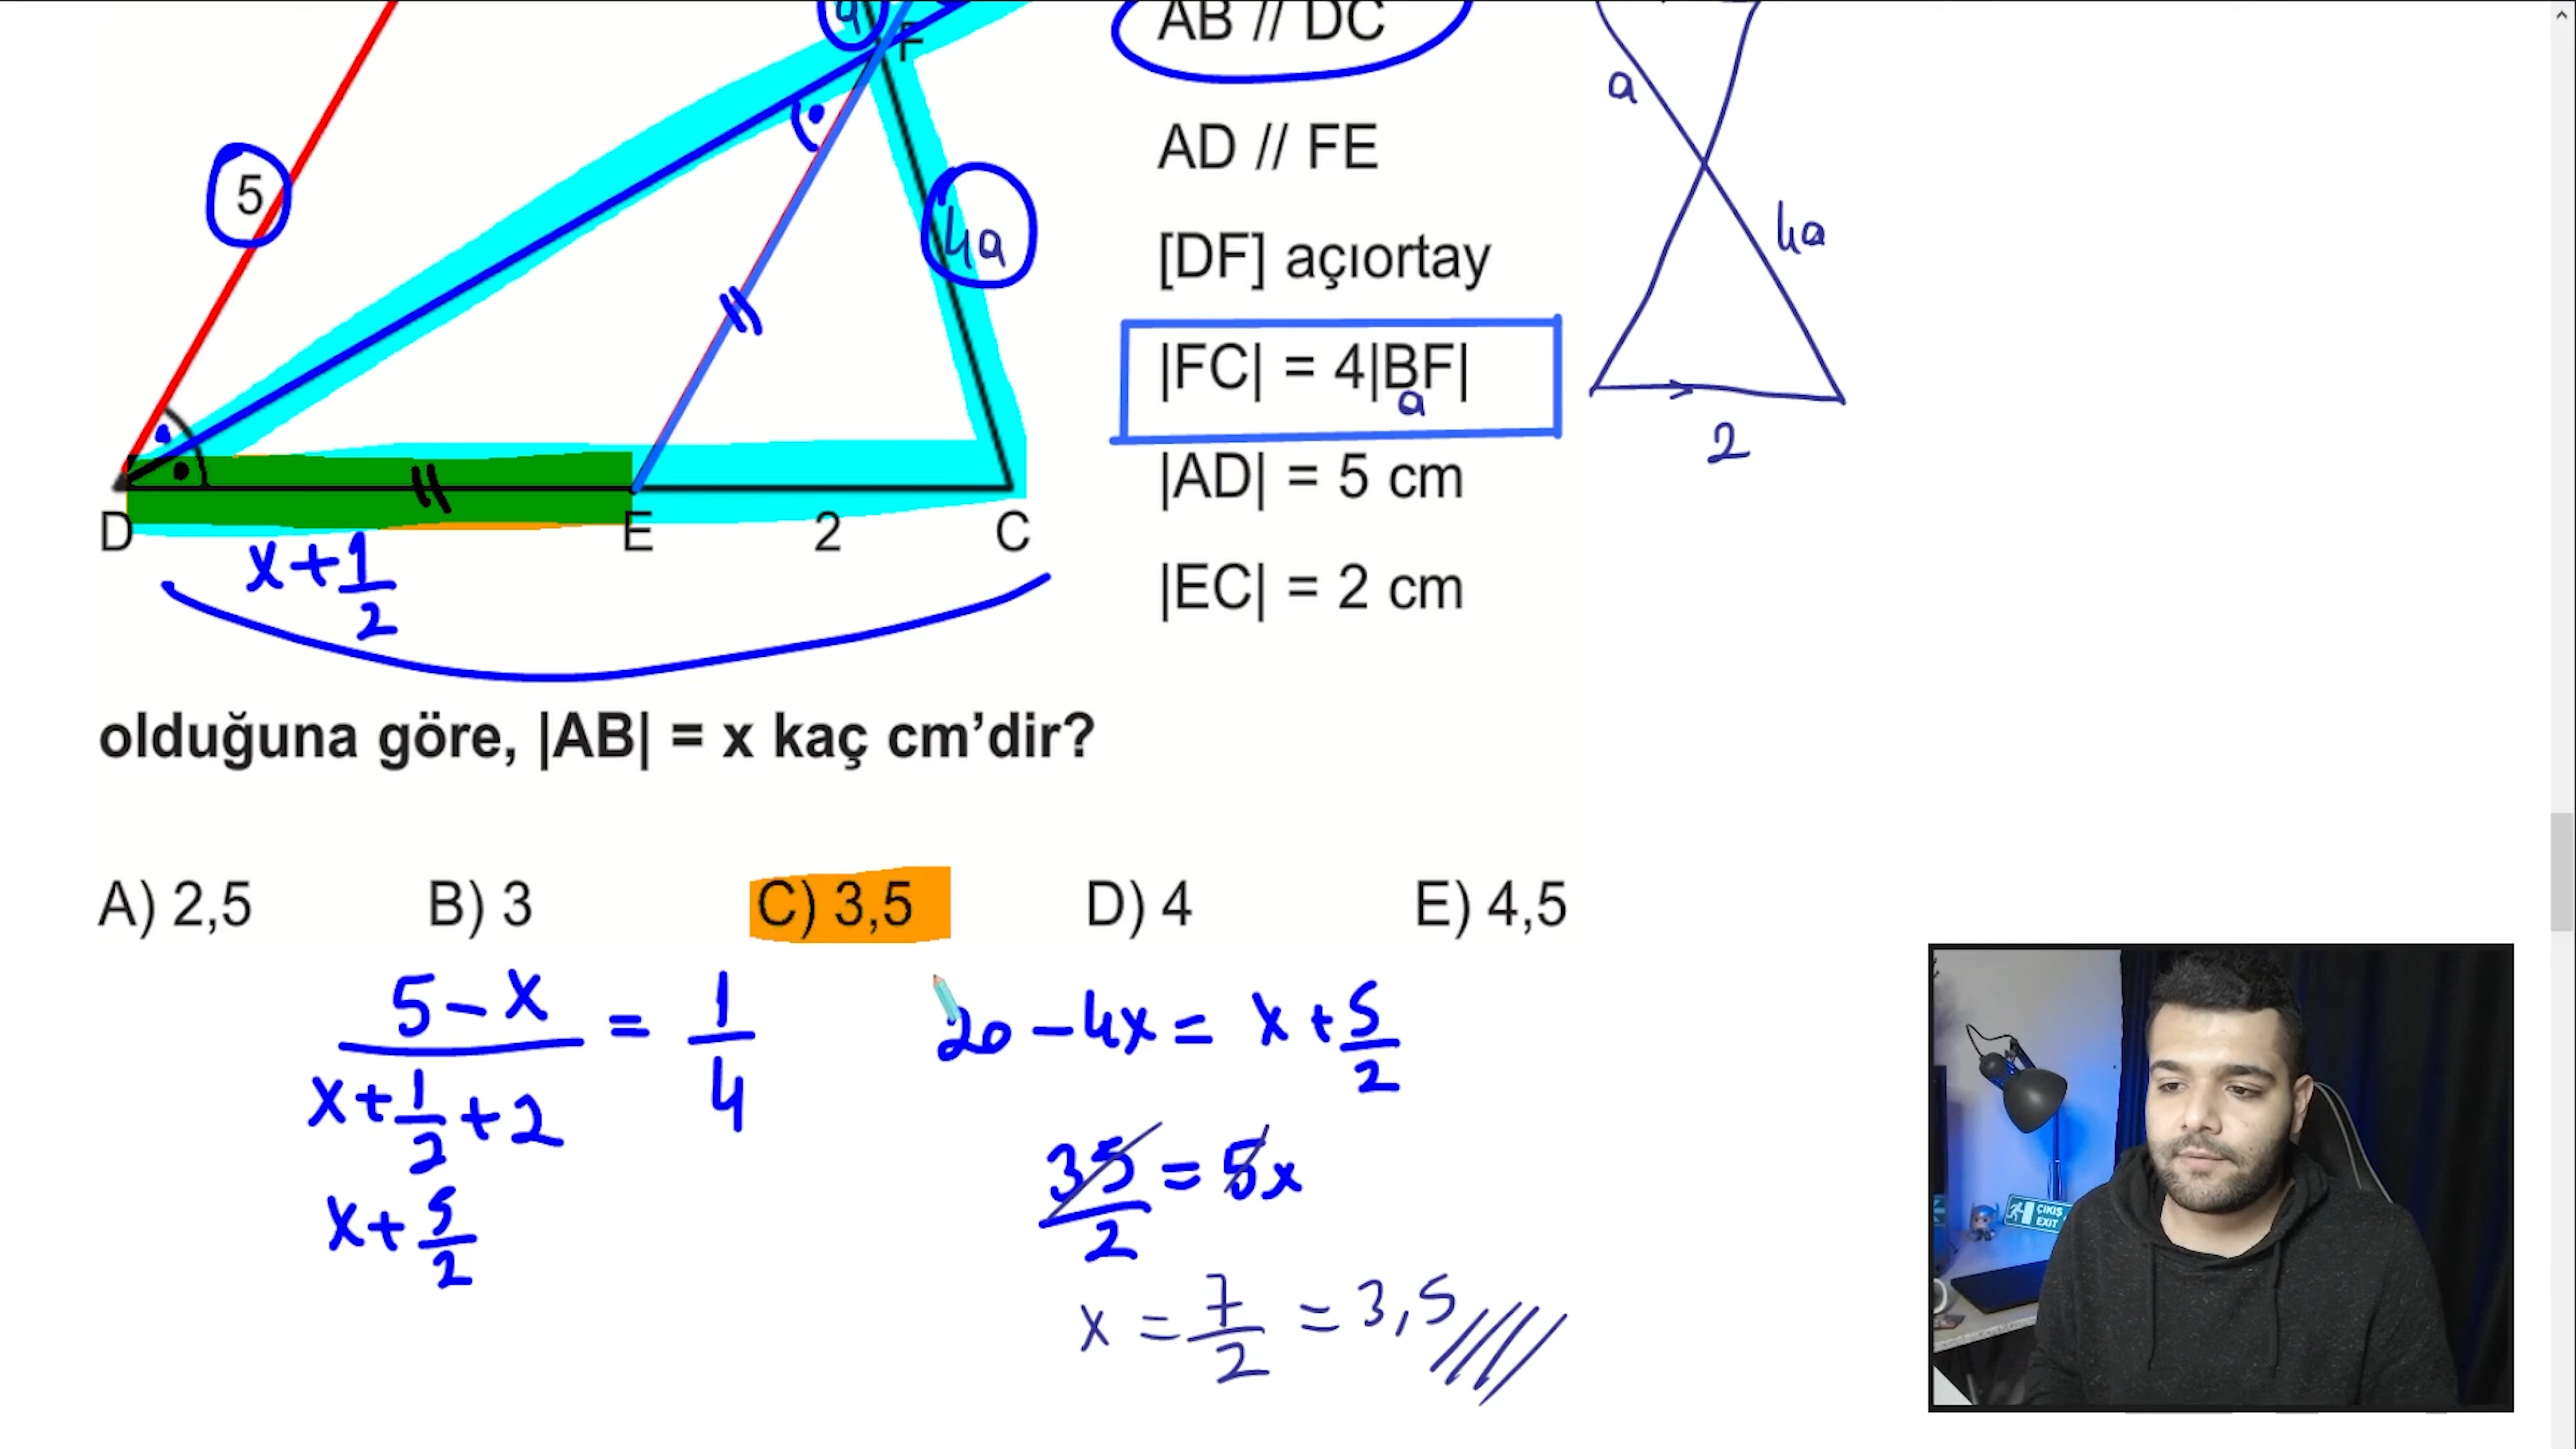 F
AB // DC
a
AD // FE
5
4a
4a
[DF] açıortay
|FC| = 4|BF|
a
2
|AD| = 5 cm
D
E
2
C
x + 1/2
|EC| = 2 cm
olduğuna göre, |AB| = x kaç cm’dir?
A) 2,5
B) 3
C) 3,5
D) 4
E) 4,5
5 - x / x + 1/2 + 2 = 1/4
x + 5/2
20 - 4x = x + 5/2
35/2 = 5x
x = 7/2 = 3,5
ÇIKIŞ
EXIT